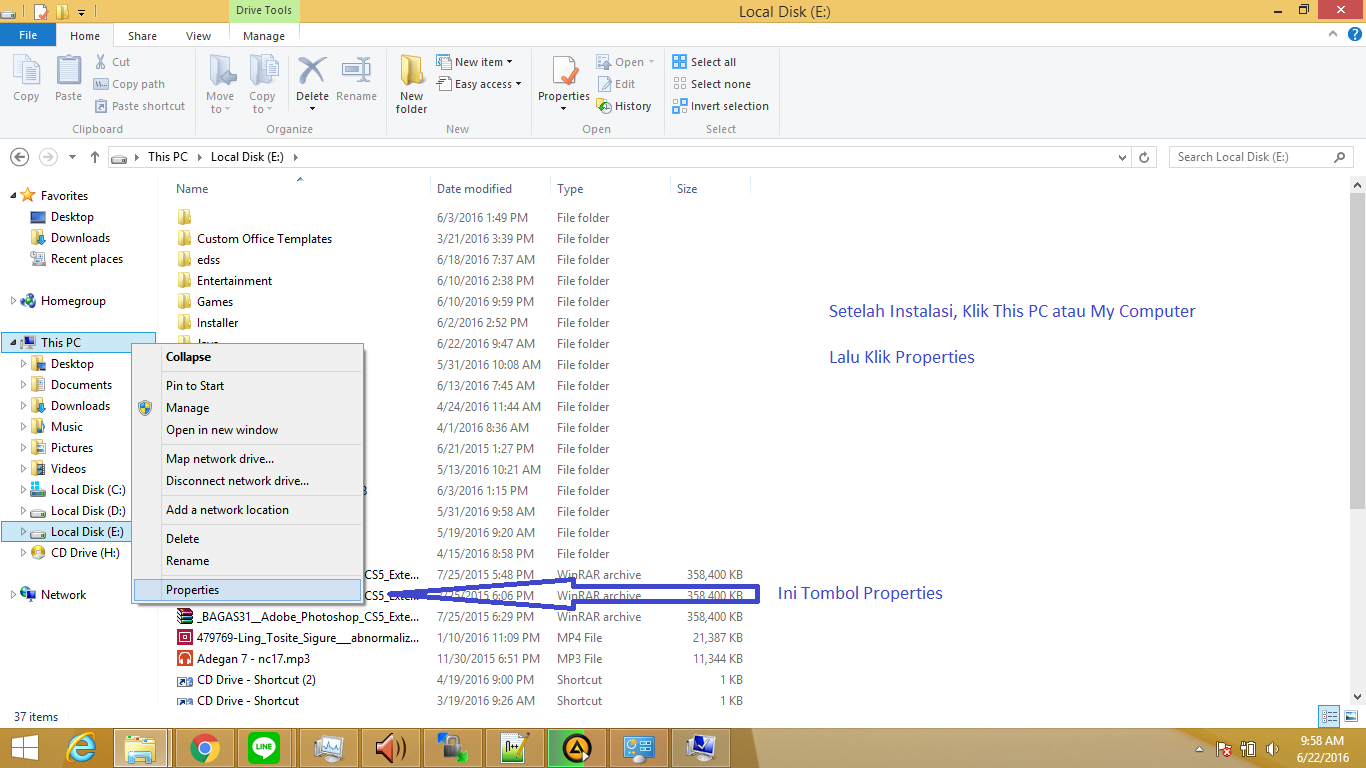 Drive Tools
Local Disk (E:)
File Home Share View Manage
Copy Paste Cut Copy path Paste shortcut
Clipboard
Move to Copy to Delete Rename
Organize
New folder New item Easy access
New
Properties Open Edit History
Open
Select all Select none Invert selection
Select
This PC Local Disk (E:) Search Local Disk (E:)
Favorites
Desktop
Downloads
Recent places
Homegroup
This PC
Desktop
Documents
Downloads
Music
Pictures
Videos
Local Disk (C:)
Local Disk (D:)
Local Disk (E:)
CD Drive (H:)
Network
Collapse
Pin to Start
Manage
Open in new window
Map network drive...
Disconnect network drive...
Add a network location
Delete
Rename
Properties
Name Date modified Type Size
6/3/2016 1:49 PM File folder
Custom Office Templates 3/21/2016 3:39 PM File folder
edss 6/18/2016 7:37 AM File folder
Entertainment 6/10/2016 2:38 PM File folder
Games 6/10/2016 9:59 PM File folder
Installer 6/2/2016 2:52 PM File folder
6/22/2016 9:47 AM File folder
5/31/2016 10:08 AM File folder
6/13/2016 7:45 AM File folder
4/24/2016 11:44 AM File folder
4/1/2016 8:36 AM File folder
6/21/2015 1:27 PM File folder
5/13/2016 10:21 AM File folder
6/3/2016 1:15 PM File folder
5/31/2016 9:58 AM File folder
5/19/2016 9:20 AM File folder
4/15/2016 8:58 PM File folder
CS5_Exte... 7/25/2015 5:48 PM WinRAR archive 358,400 KB
CS5_Exte... 7/25/2015 6:06 PM WinRAR archive 358,400 KB
_BAGAS31__Adobe_Photoshop_CS5_Exte... 7/25/2015 6:29 PM WinRAR archive 358,400 KB
479769-Ling_Tosite_Sigure___abnormaliz... 1/10/2016 11:09 PM MP4 File 21,387 KB
Adegan 7 - nc17.mp3 11/30/2015 6:51 PM MP3 File 11,344 KB
CD Drive - Shortcut (2) 4/19/2016 9:00 PM Shortcut 1 KB
CD Drive - Shortcut 3/19/2016 9:26 AM Shortcut 1 KB
Setelah Instalasi, Klik This PC atau My Computer
Lalu Klik Properties
Ini Tombol Properties
37 items
LINE
9:58 AM
6/22/2016